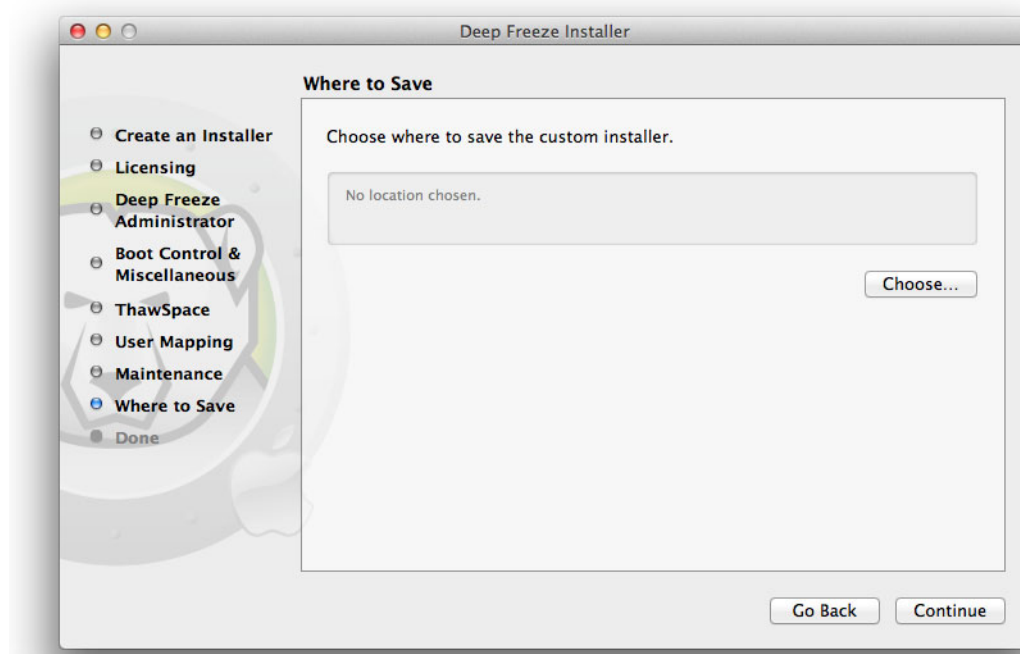 Deep Freeze Installer
Where to Save
Create an Installer
Licensing
Deep Freeze
Administrator
Boot Control &
Miscellaneous
ThawSpace
User Mapping
Maintenance
Where to Save
Done
Choose where to save the custom installer.
No location chosen.
Choose...
Go Back
Continue